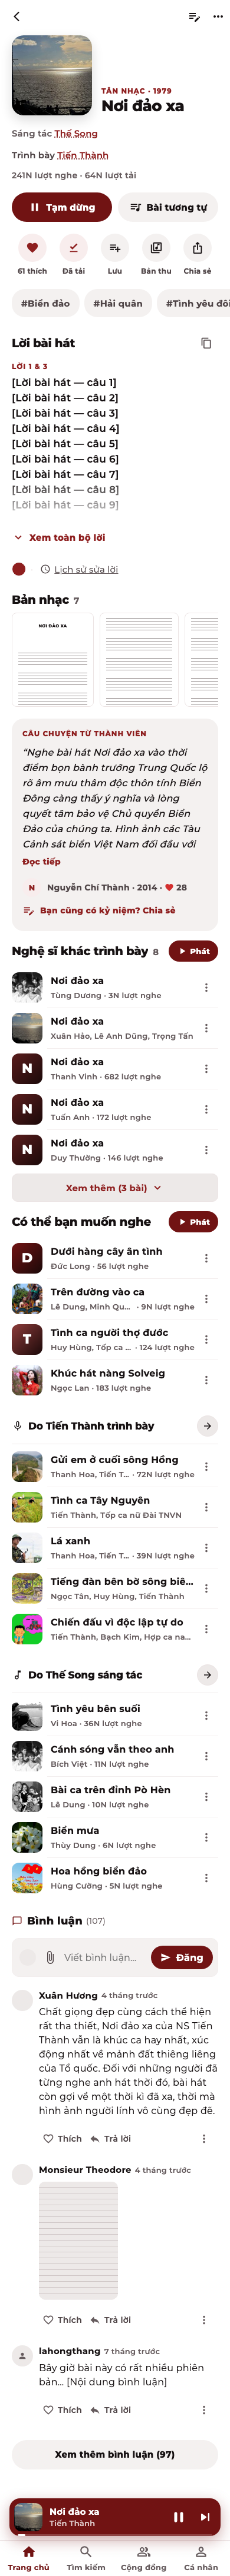 TÂN NHẠC · 1979
Nơi đảo xa
Sáng tác Thế Song
Trình bày Tiến Thành
241N lượt nghe · 64N lượt tải
Tạm dừng
Bài tương tự
61 thích
Đã tải
Lưu
Bản thu
Chia sẻ
#Biển đảo
#Hải quân
#Tình yêu đôi
Lời bài hát
LỜI 1 & 3
[Lời bài hát — câu 1]
[Lời bài hát — câu 2]
[Lời bài hát — câu 3]
[Lời bài hát — câu 4]
[Lời bài hát — câu 5]
[Lời bài hát — câu 6]
[Lời bài hát — câu 7]
[Lời bài hát — câu 8]
[Lời bài hát — câu 9]
Xem toàn bộ lời
Lịch sử sửa lời
Bản nhạc 7
NƠI ĐẢO XA
CÂU CHUYỆN TỪ THÀNH VIÊN
“Nghe bài hát Nơi đảo xa vào thời
điểm bọn bành trướng Trung Quốc lộ
rõ âm mưu thâm độc thôn tính Biển
Đông càng thấy ý nghĩa và lòng
quyết tâm bảo vệ Chủ quyền Biển
Đảo của chúng ta. Hình ảnh các Tàu
Cảnh sát biển Việt Nam đối đầu với
Đọc tiếp
N
Nguyễn Chí Thành · 2014 · ❤️ 28
Bạn cũng có kỷ niệm? Chia sẻ
Nghệ sĩ khác trình bày 8
Phát
Nơi đảo xa
Tùng Dương · 3N lượt nghe
Nơi đảo xa
Xuân Hảo, Lê Anh Dũng, Trọng Tấn
N
Nơi đảo xa
Thanh Vinh · 682 lượt nghe
N
Nơi đảo xa
Tuấn Anh · 172 lượt nghe
N
Nơi đảo xa
Duy Thường · 146 lượt nghe
Xem thêm (3 bài)
Có thể bạn muốn nghe
Phát
D
Dưới hàng cây ân tình
Đức Long · 56 lượt nghe
Trên đường vào ca
Lê Dung, Minh Qu... · 9N lượt nghe
T
Tình ca người thợ được
Huy Hùng, Tốp ca ... · 124 lượt nghe
Khúc hát nàng Solveig
Ngọc Lan · 183 lượt nghe
Do Tiến Thành trình bày
Gửi em ở cuối sông Hồng
Thanh Hoa, Tiến T... · 72N lượt nghe
Tình ca Tây Nguyên
Tiến Thành, Tốp ca nữ Đài TNVN
Lá xanh
Thanh Hoa, Tiến T... · 39N lượt nghe
Tiếng đàn bên bờ sông biê...
Ngọc Tân, Huy Hùng, Tiến Thành
Chiến đấu vì độc lập tự do
Tiến Thành, Bạch Kim, Hợp ca na...
Do Thế Song sáng tác
Tình yêu bên suối
Vi Hoa · 36N lượt nghe
Cánh sóng vẫn theo anh
Bích Việt · 11N lượt nghe
Bài ca trên đỉnh Pò Hèn
Lê Dung · 10N lượt nghe
Biển mưa
Thùy Dung · 6N lượt nghe
Hoa hồng biển đảo
Hùng Cường · 5N lượt nghe
Bình luận (107)
Viết bình luận...
Đăng
Xuân Hương 4 tháng trước
Chất giọng đẹp cùng cách thể hiện
rất tha thiết, Nơi đảo xa của NS Tiến
Thành vẫn là khúc ca hay nhất, xúc
động nhất về mảnh đất thiêng liêng
của Tổ quốc. Đối với những người đã
từng nghe anh hát thời đó, bài hát
còn gợi về một thời kì đã xa, thời mà
hình ảnh người lính vô cùng đẹp đẽ.
Thích
Trả lời
Monsieur Theodore 4 tháng trước
Thích
Trả lời
lahongthang 7 tháng trước
Bây giờ bài này có rất nhiều phiên
bản... [Nội dung bình luận]
Thích
Trả lời
Xem thêm bình luận (97)
Nơi đảo xa
Tiến Thành
Trang chủ
Tìm kiếm
Cộng đồng
Cá nhân